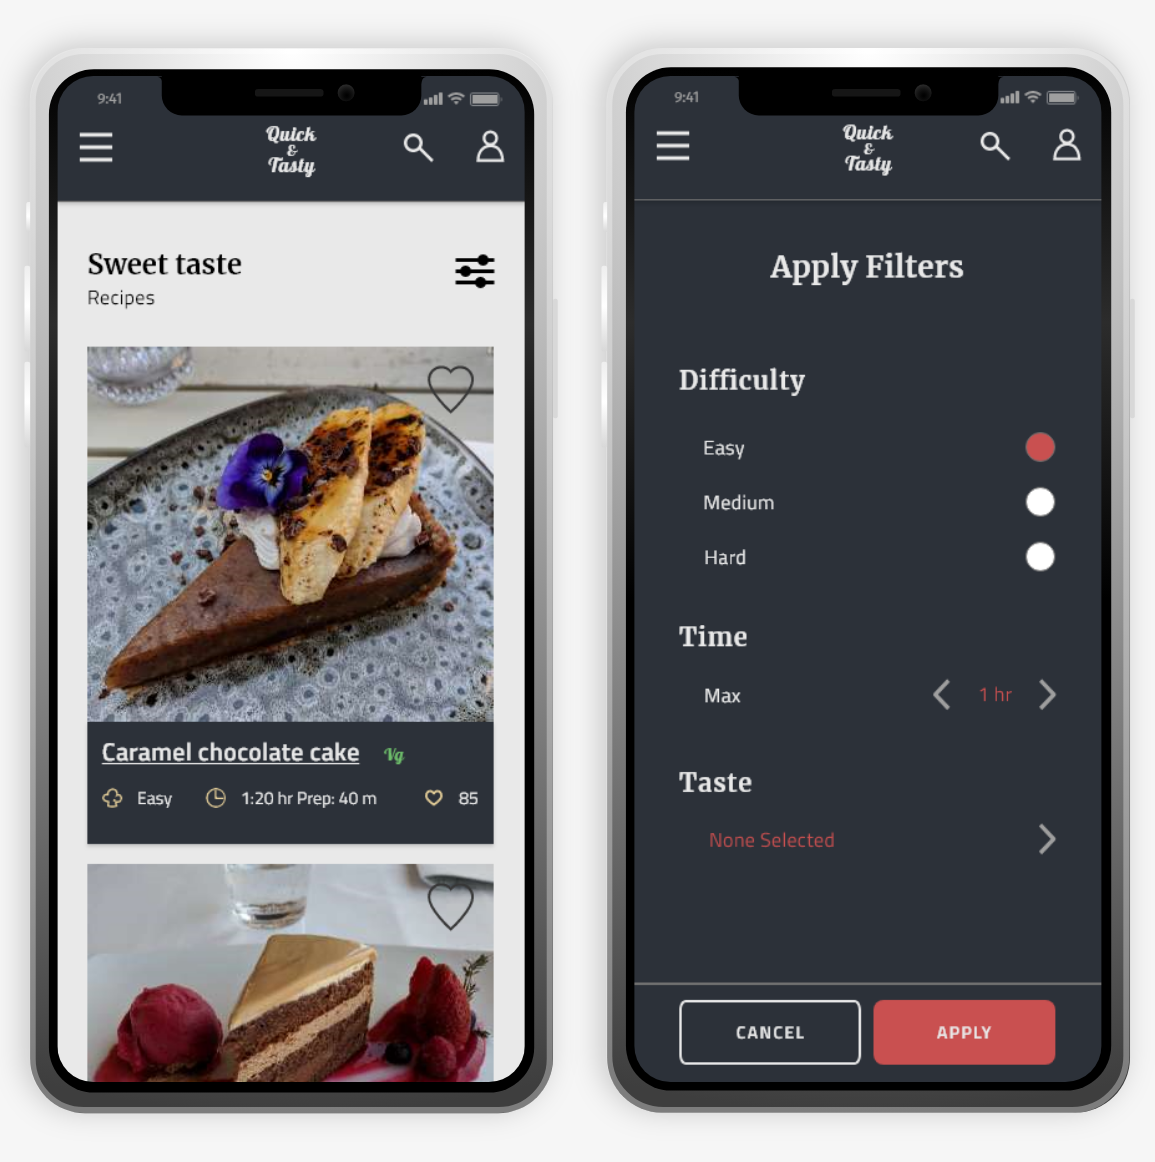 9:41
Quick
&
Tasty
Sweet taste
Recipes
Caramel chocolate cake Vg
Easy 1:20 hr Prep: 40 m 85
9:41
Quick
&
Tasty
Apply Filters
Difficulty
Easy
Medium
Hard
Time
Max 1 hr
Taste
None Selected
CANCEL APPLY